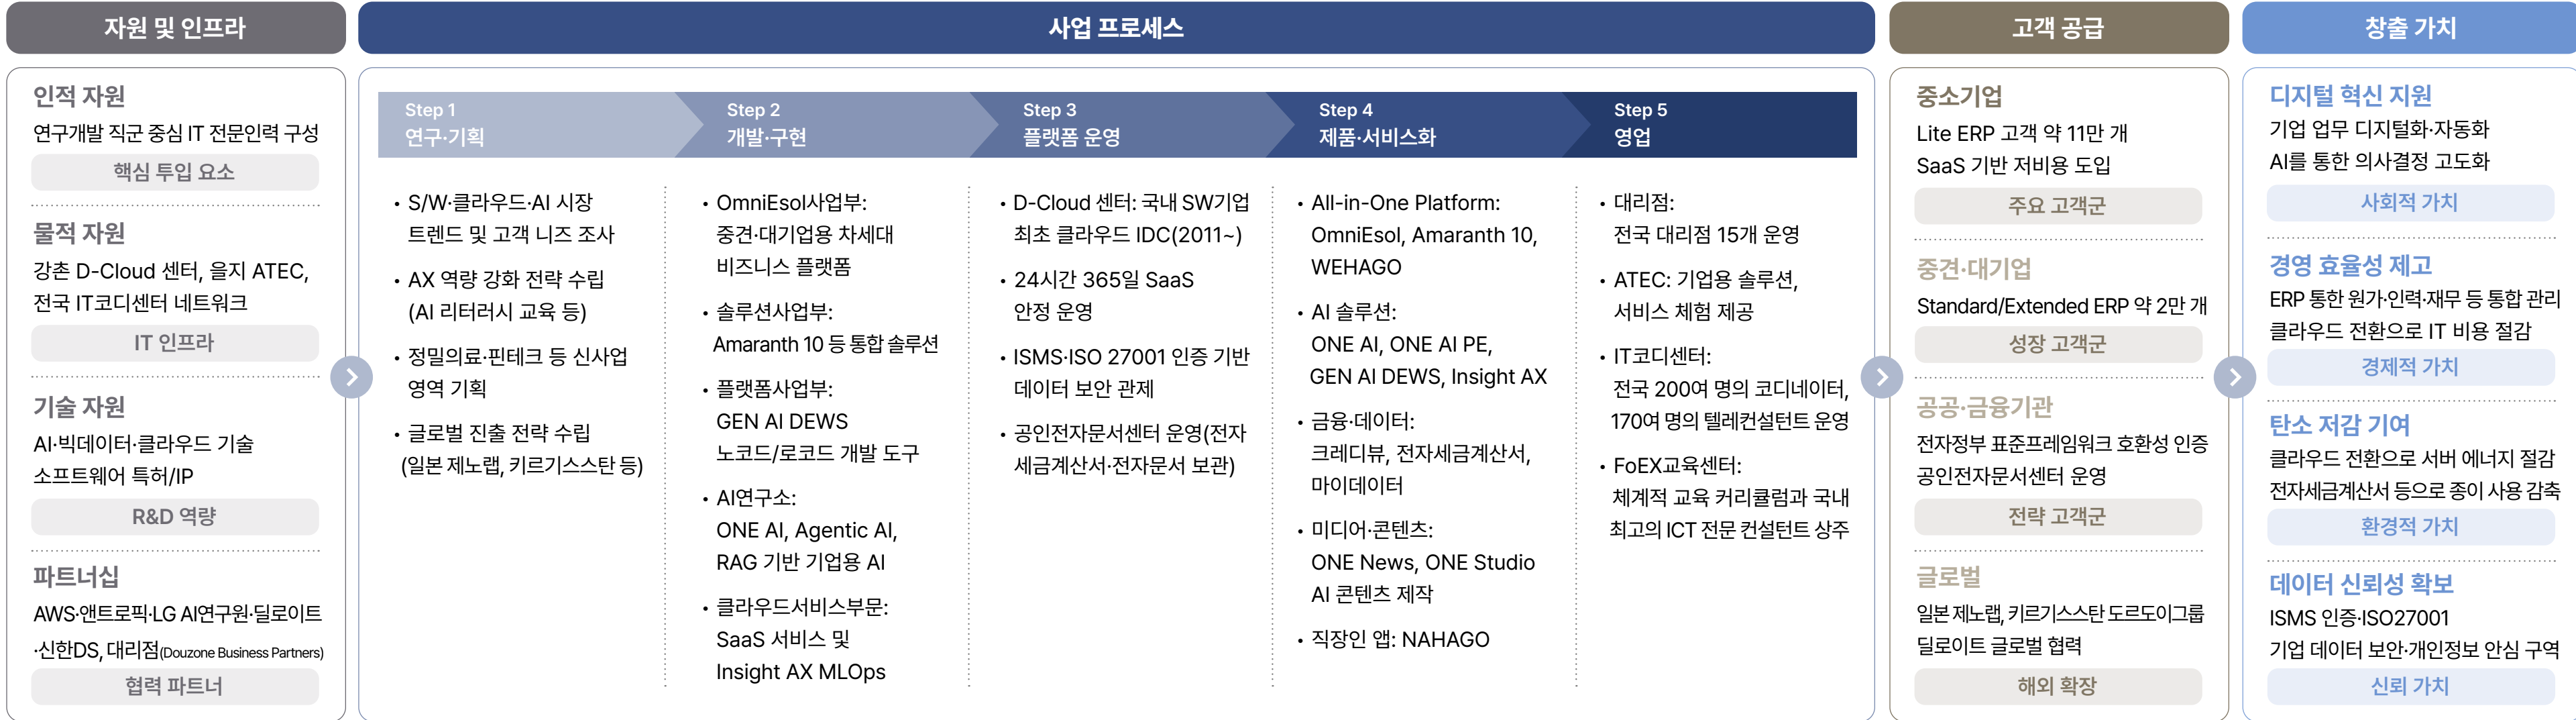 자원 및 인프라
인적 자원
연구개발 직군 중심 IT 전문인력 구성
핵심 투입 요소
물적 자원
강촌 D-Cloud 센터, 을지 ATEC,
전국 IT코디센터 네트워크
IT 인프라
기술 자원
AI·빅데이터·클라우드 기술
소프트웨어 특허/IP
R&D 역량
파트너십
AWS·앤트로픽·LG AI연구원·딜로이트
·신한DS, 대리점(Douzone Business Partners)
협력 파트너
사업 프로세스
Step 1
연구·기획
• S/W·클라우드·AI 시장
트렌드 및 고객 니즈 조사
• AX 역량 강화 전략 수립
(AI 리터러시 교육 등)
• 정밀의료·핀테크 등 신사업
영역 기획
• 글로벌 진출 전략 수립
(일본 제노랩, 키르기스스탄 등)
Step 2
개발·구현
• OmniEsol사업부:
중견·대기업용 차세대
비즈니스 플랫폼
• 솔루션사업부:
Amaranth 10 등 통합 솔루션
• 플랫폼사업부:
GEN AI DEWS
노코드/로코드 개발 도구
• AI연구소:
ONE AI, Agentic AI,
RAG 기반 기업용 AI
• 클라우드서비스부문:
SaaS 서비스 및
Insight AX MLOps
Step 3
플랫폼 운영
• D-Cloud 센터: 국내 SW기업
최초 클라우드 IDC(2011~)
• 24시간 365일 SaaS
안정 운영
• ISMS·ISO 27001 인증 기반
데이터 보안 관제
• 공인전자문서센터 운영(전자
세금계산서·전자문서 보관)
Step 4
제품·서비스화
• All-in-One Platform:
OmniEsol, Amaranth 10,
WEHAGO
• AI 솔루션:
ONE AI, ONE AI PE,
GEN AI DEWS, Insight AX
• 금융·데이터:
크레디뷰, 전자세금계산서,
마이데이터
• 미디어·콘텐츠:
ONE News, ONE Studio
AI 콘텐츠 제작
• 직장인 앱: NAHAGO
Step 5
영업
• 대리점:
전국 대리점 15개 운영
• ATEC: 기업용 솔루션,
서비스 체험 제공
• IT코디센터:
전국 200여 명의 코디네이터,
170여 명의 텔레컨설턴트 운영
• FoEX교육센터:
체계적 교육 커리큘럼과 국내
최고의 ICT 전문 컨설턴트 상주
고객 공급
중소기업
Lite ERP 고객 약 11만 개
SaaS 기반 저비용 도입
주요 고객군
중견·대기업
Standard/Extended ERP 약 2만 개
성장 고객군
공공·금융기관
전자정부 표준프레임워크 호환성 인증
공인전자문서센터 운영
전략 고객군
글로벌
일본 제노랩, 키르기스스탄 도르도이그룹
딜로이트 글로벌 협력
해외 확장
창출 가치
디지털 혁신 지원
기업 업무 디지털화·자동화
AI를 통한 의사결정 고도화
사회적 가치
경영 효율성 제고
ERP 통한 원가·인력·재무 등 통합 관리
클라우드 전환으로 IT 비용 절감
경제적 가치
탄소 저감 기여
클라우드 전환으로 서버 에너지 절감
전자세금계산서 등으로 종이 사용 감축
환경적 가치
데이터 신뢰성 확보
ISMS 인증·ISO27001
기업 데이터 보안·개인정보 안심 구역
신뢰 가치